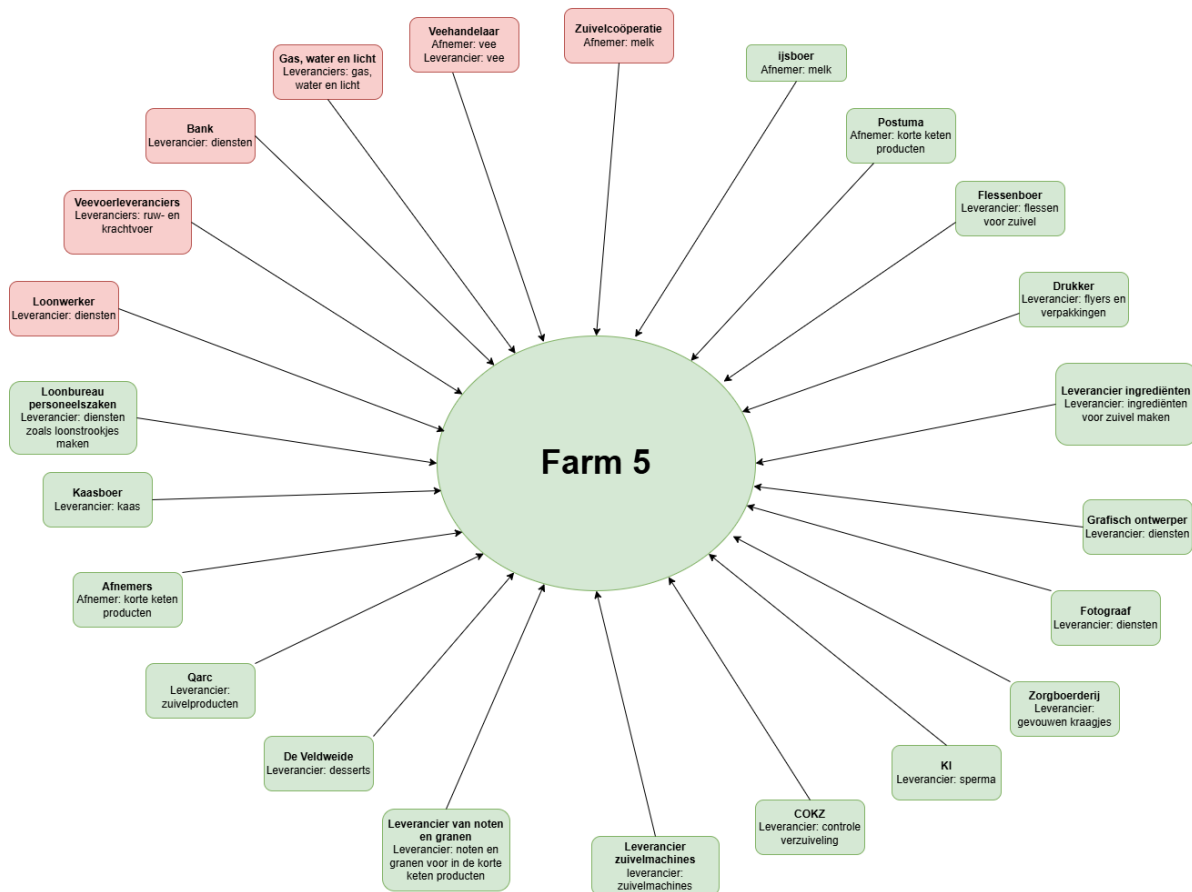 Zuivelcoöperatie
Afnemer: melk
Veehandelaar
Afnemer: vee
Leverancier: vee
Gas, water en licht
Leveranciers: gas,
water en licht
Bank
Leverancier: diensten
Veevoerleveranciers
Leveranciers: ruw- en
krachtvoer
Loonwerker
Leverancier: diensten
Loonbureau
personeelszaken
Leverancier: diensten
zoals loonstrookjes
maken
Kaasboer
Leverancier: kaas
Afnemers
Afnemer: korte keten
producten
Qarc
Leverancier:
zuivelproducten
De Veldweide
Leverancier: desserts
Leverancier van noten
en granen
Leverancier: noten en
granen voor in de korte
keten producten
Leverancier
zuivelmachines
leverancier:
zuivelmachines
COKZ
Leverancier: controle
verzuiveling
KI
Leverancier: sperma
Zorgboerderij
Leverancier:
gevouwen kraagjes
Fotograaf
Leverancier: diensten
Grafisch ontwerper
Leverancier: diensten
Leverancier ingrediënten
Leverancier: ingrediënten
voor zuivel maken
Drukker
Leverancier: flyers en
verpakkingen
Flessenboer
Leverancier: flessen
voor zuivel
Postuma
Afnemer: korte keten
producten
ijsboer
Afnemer: melk
Farm 5